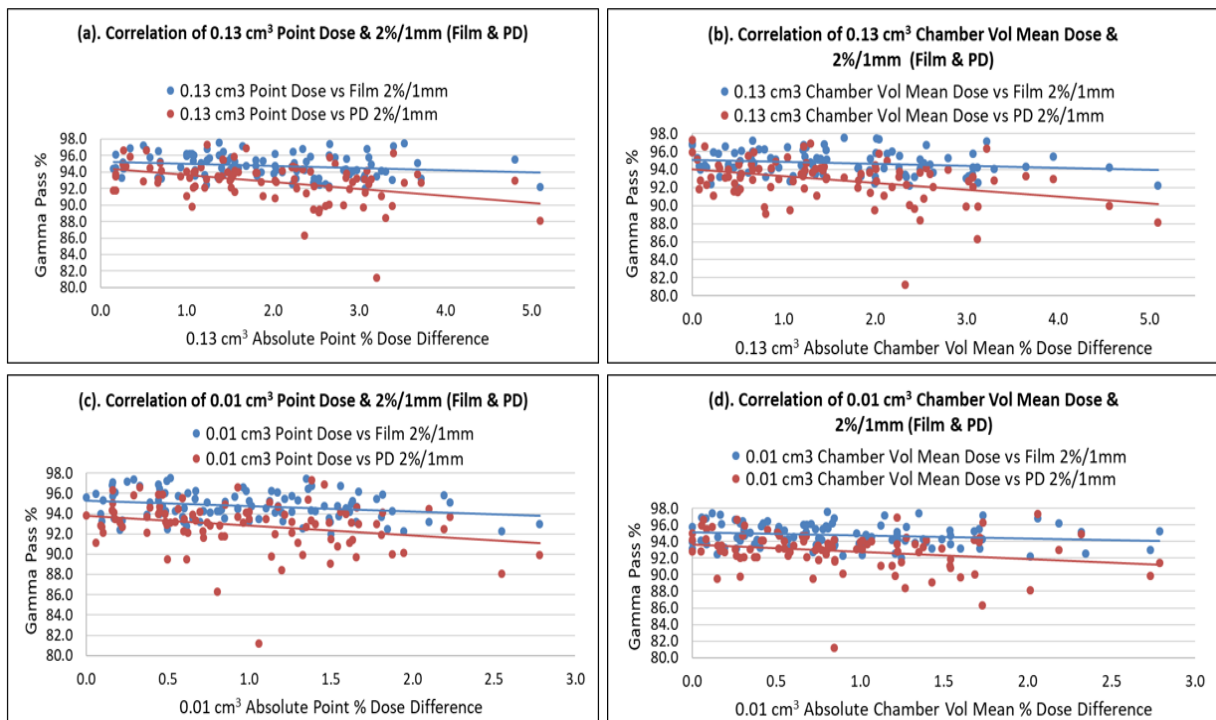 (a). Correlation of 0.13 cm³ Point Dose & 2%/1mm (Film & PD)
0.13 cm3 Point Dose vs Film 2%/1mm
0.13 cm3 Point Dose vs PD 2%/1mm
98.0
96.0
94.0
92.0
90.0
88.0
86.0
84.0
82.0
80.0
Gamma Pass %
0.0 1.0 2.0 3.0 4.0 5.0
0.13 cm³ Absolute Point % Dose Difference
(b). Correlation of 0.13 cm³ Chamber Vol Mean Dose &
2%/1mm (Film & PD)
0.13 cm3 Chamber Vol Mean Dose vs Film 2%/1mm
0.13 cm3 Chamber Vol Mean Dose vs PD 2%/1mm
98.0
96.0
94.0
92.0
90.0
88.0
86.0
84.0
82.0
80.0
Gamma Pass %
0.0 1.0 2.0 3.0 4.0 5.0
0.13 cm³ Absolute Chamber Vol Mean % Dose Difference
(c). Correlation of 0.01 cm³ Point Dose & 2%/1mm (Film & PD)
0.01 cm3 Point Dose vs Film 2%/1mm
0.01 cm3 Point Dose vs PD 2%/1mm
98.0
96.0
94.0
92.0
90.0
88.0
86.0
84.0
82.0
80.0
Gamma Pass %
0.0 0.5 1.0 1.5 2.0 2.5 3.0
0.01 cm³ Absolute Point % Dose Difference
(d). Correlation of 0.01 cm³ Chamber Vol Mean Dose &
2%/1mm (Film & PD)
0.01 cm3 Chamber Vol Mean Dose vs Film 2%/1mm
0.01 cm3 Chamber Vol Mean Dose vs PD 2%/1mm
98.0
96.0
94.0
92.0
90.0
88.0
86.0
84.0
82.0
80.0
Gamma Pass %
0.0 0.5 1.0 1.5 2.0 2.5 3.0
0.01 cm³ Absolute Chamber Vol Mean % Dose Difference